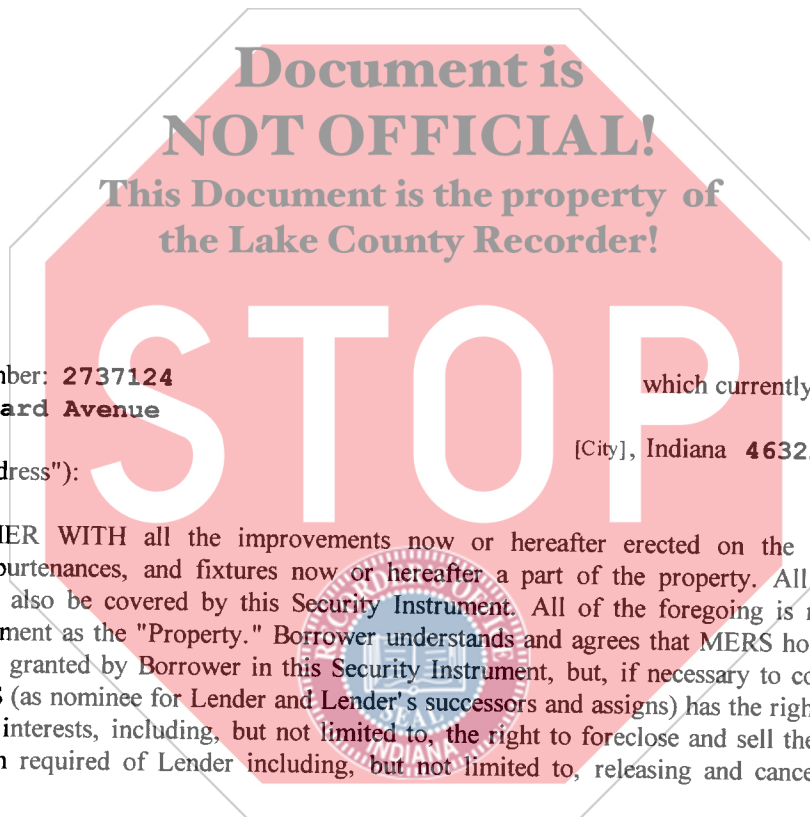 Document is
NOT OFFICIAL!
This Document is the property of
the Lake County Recorder!
STOP
nber: 2737124 which currently
ard Avenue
[City], Indiana 4632
dress"):
IER WITH all the improvements now or hereafter erected on the
purtenances, and fixtures now or hereafter a part of the property. All
also be covered by this Security Instrument. All of the foregoing is
ment as the "Property." Borrower understands and agrees that MERS ho
granted by Borrower in this Security Instrument, but, if necessary to co
S (as nominee for Lender and Lender's successors and assigns) has the righ
interests, including, but not limited to, the right to foreclose and sell the
n required of Lender including, but not limited to, releasing and cance
SEAL
INDIANA